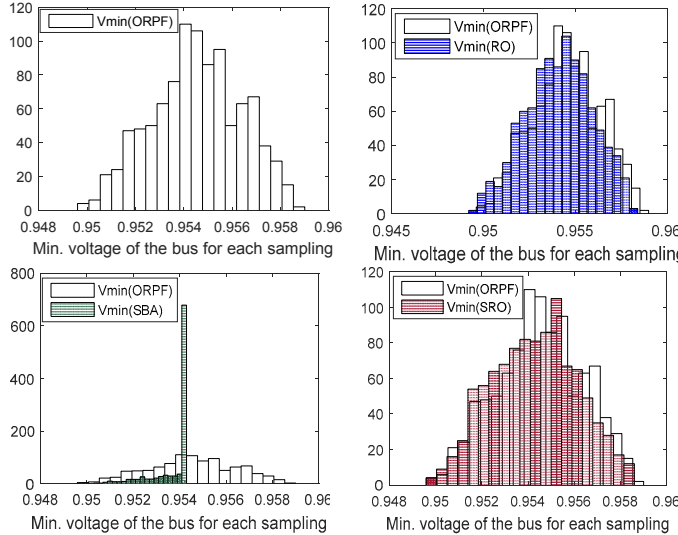 120
100
80
60
40
20
0
Vmin(ORPF)
0.948 0.95 0.952 0.954 0.956 0.958 0.96
Min. voltage of the bus for each sampling
120
100
80
60
40
20
0
Vmin(ORPF)
Vmin(RO)
0.945 0.95 0.955 0.96
Min. voltage of the bus for each sampling
800
600
400
200
0
Vmin(ORPF)
Vmin(SBA)
0.948 0.95 0.952 0.954 0.956 0.958 0.96
Min. voltage of the bus for each sampling
120
100
80
60
40
20
0
Vmin(ORPF)
Vmin(SRO)
0.948 0.95 0.952 0.954 0.956 0.958 0.96
Min. voltage of the bus for each sampling